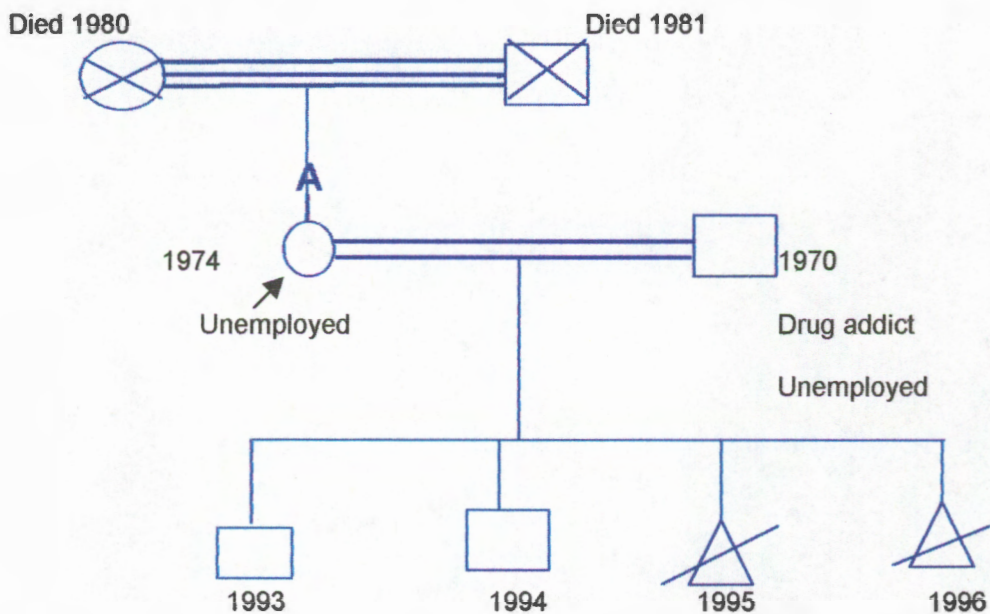 Died 1980
Died 1981
A
1974
1970
Unemployed
Drug addict
Unemployed
1993
1994
1995
1996